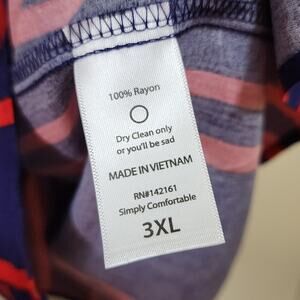 100% Rayon
Dry Clean only
or you'll be sad
MADE IN VIETNAM
RN#142161
Simply Comfortable
3XL